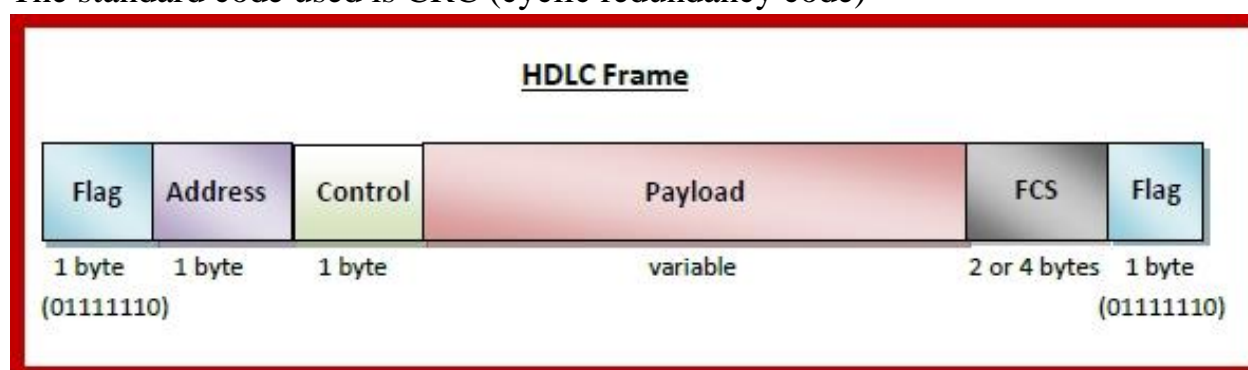 The standard code used is CRC (cyclic redundancy code)
HDLC Frame
Flag Address Control Payload FCS Flag
1 byte 1 byte 1 byte variable 2 or 4 bytes 1 byte
(01111110) (01111110)